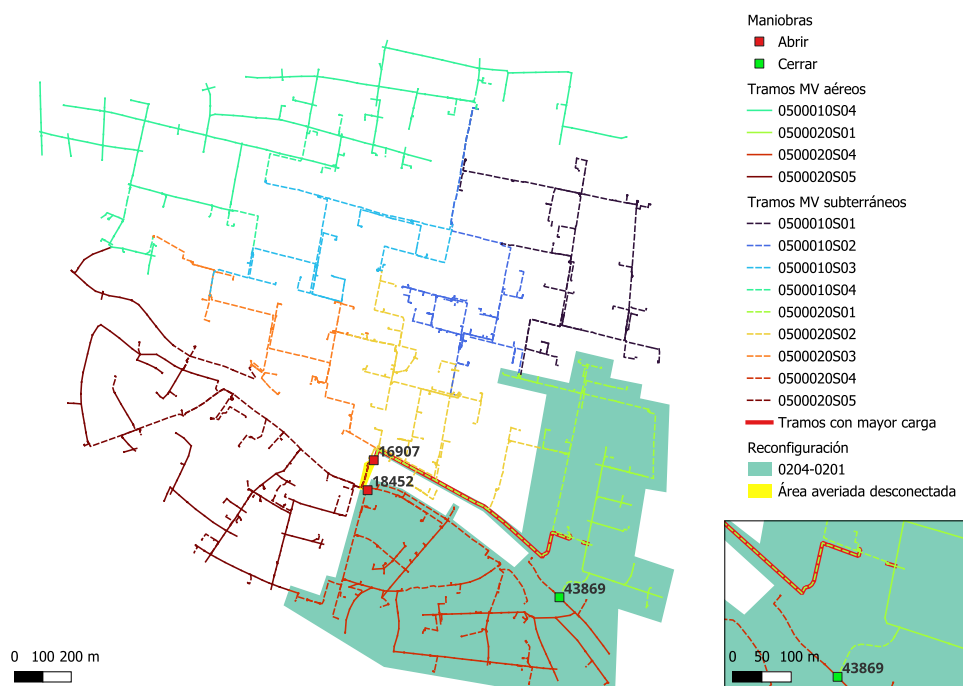 Maniobras
Abrir
Cerrar
Tramos MV aéreos
0500010S04
0500020S01
0500020S04
0500020S05
Tramos MV subterráneos
0500010S01
0500010S02
0500010S03
0500010S04
0500020S01
0500020S02
0500020S03
0500020S04
0500020S05
Tramos con mayor carga
Reconfiguración
0204-0201
Área averiada desconectada
16907
18452
43869
0 100 200 m
0 50 100 m
43869